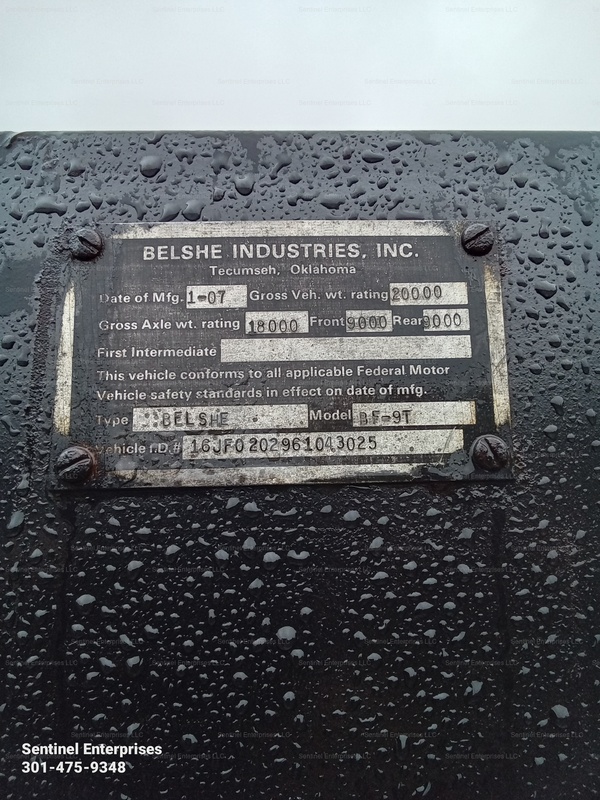 BELSHE INDUSTRIES, INC.
Tecumseh, Oklahoma
Date of Mfg. 1-07 Gross Veh. wt. rating 20000
Gross Axle wt. rating 18000 Front 9000 Rear 9000
First Intermediate
This vehicle conforms to all applicable Federal Motor
Vehicle safety standards in effect on date of mfg.
Type BELSHE Model BF-9T
Vehicle I.D.# 16JF0202961043025
Sentinel Enterprises
301-475-9348